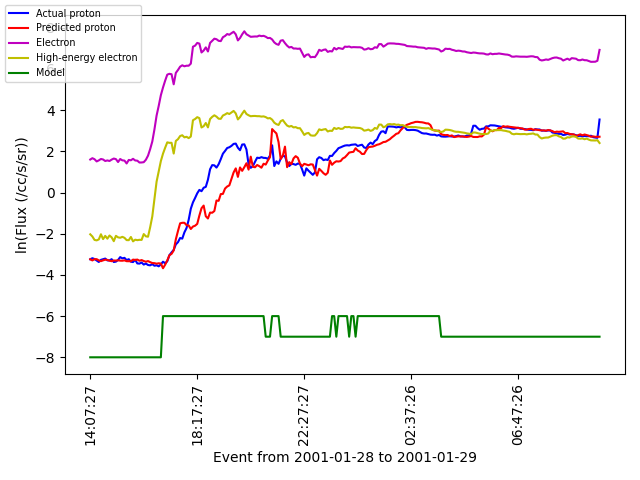 Actual proton
Predicted proton
Electron
High-energy electron
Model
ln(Flux (/cc/s/sr))
4
2
0
−2
−4
−6
−8
14:07:27
18:17:27
22:27:27
02:37:26
06:47:26
Event from 2001-01-28 to 2001-01-29